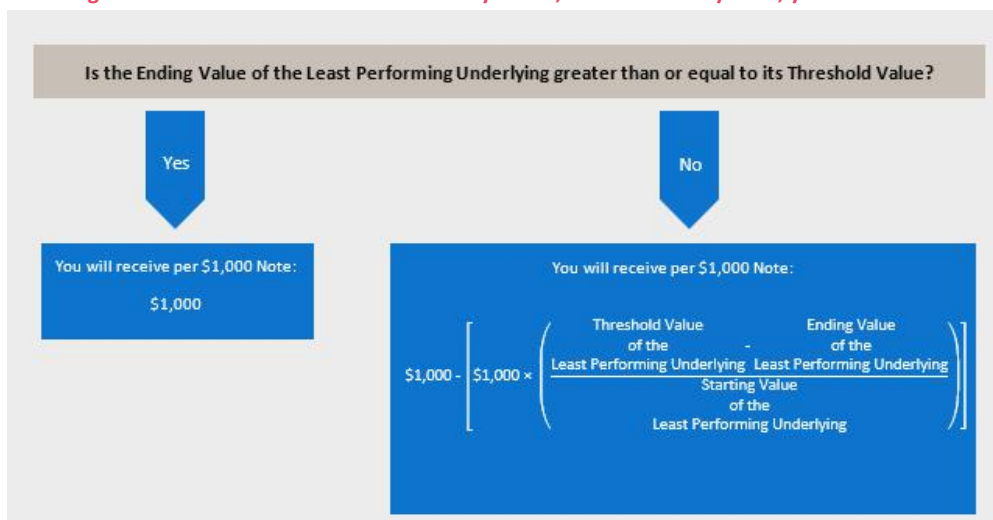 Is the Ending Value of the Least Performing Underlying greater than or equal to its Threshold Value?
Yes
No
You will receive per $1,000 Note:
$1,000
You will receive per $1,000 Note:
Threshold Value Ending Value
of the - of the
Least Performing Underlying Least Performing Underlying
$1,000 - [$1,000 × ( )]
Starting Value
of the
Least Performing Underlying